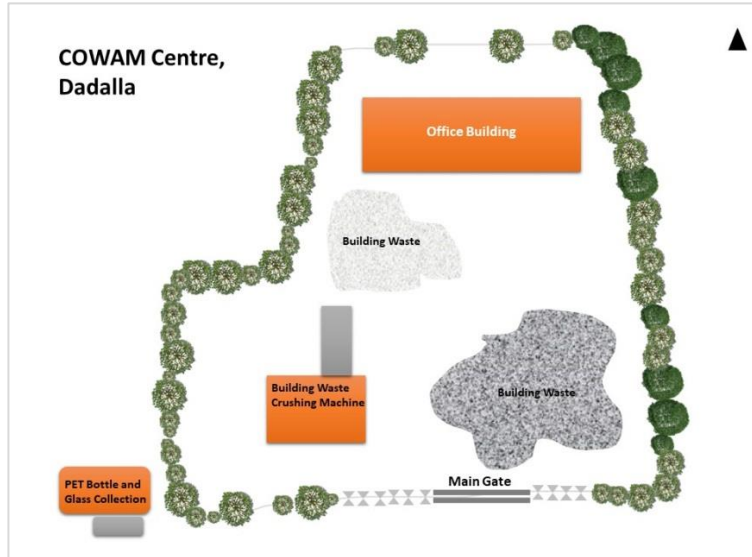 COWAM Centre,
Dadalla
Office Building
Building Waste
Building Waste
Crushing Machine
Building Waste
PET Bottle and
Glass Collection
Main Gate